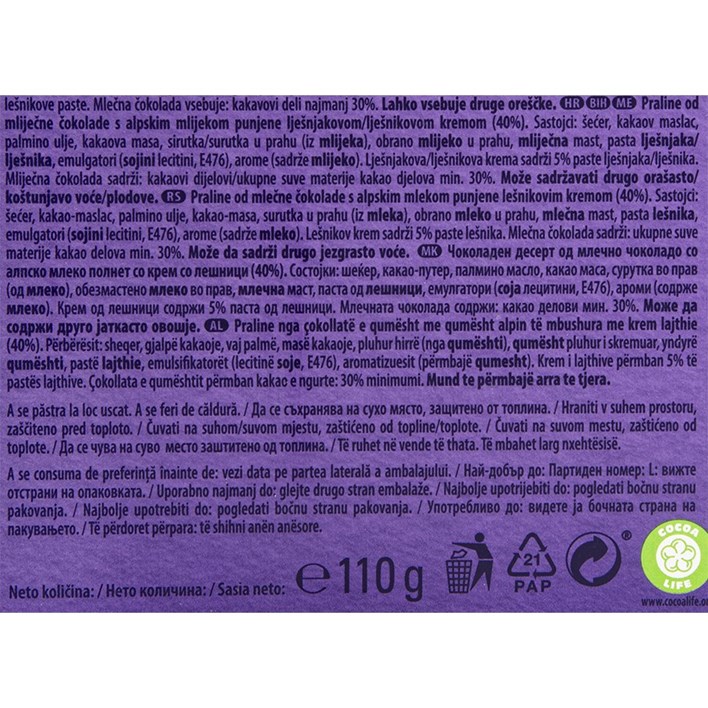 lešnikove paste. Mlečna čokolada vsebuje: kakavovi deli najmanj 30%. Lahko vsebuje druge oreščke. HR BIH ME Praline od
mliječne čokolade s alpskim mlijekom punjene lješnjakovom/lješnikovom kremom (40%). Sastojci: šećer, kakaov maslac,
palmino ulje, kakaova masa, sirutka/surutka u prahu (iz mlijeka), obrano mlijeko u prahu, mliječna mast, pasta lješnjaka/
lješnika, emulgatori (sojini lecitini, E476), arome (sadrže mlijeko). Lješnjakova/lješnikova krema sadrži 5% paste lješnjaka/lješnika.
Mliječna čokolada sadrži: kakaovi dijelovi/ukupne suve materije kakao delova min. 30%. Može sadržavati drugo orašasto/
koštunjavo voće/plodove. RS Praline od mlečne čokolade s alpskim mlekom punjene lešnikovim kremom (40%). Sastojci:
šećer, kakao-maslac, palmino ulje, kakao-masa, surutka u prahu (iz mleka), obrano mleko u prahu, mlečna mast, pasta lešnika,
emulgatori (sojini lecitini, E476), arome (sadrže mleko). Lešnikov krem sadrži 5% paste lešnika. Mlečna čokolada sadrži: ukupne suve
materije kakao delova min. 30%. Može da sadrži drugo jezgrasto voće. MK Чоколаден десерт од млечно чоколадо со
алпско млеко полнет со крем со лешници (40%). Состојки: шеќер, какао-путер, палмино масло, какао маса, сурутка во прав
(од млеко), обезмастено млеко во прав, млечна маст, паста од лешници, емулгатори (соја лецитини, E476), ароми (содрже
млеко). Крем од лешници содржи 5% паста од лешници. Млечната чоколада содржи: какао делови мин. 30%. Може да
содржи друго јаткасто овошје. AL Praline nga çokollatë e qumësht me qumësht alpin të mbushura me krem lajthie
(40%). Përbërësit: sheqer, gjalpë kakaoje, vaj palmë, masë kakaoje, pluhur hirrë (nga qumështi), qumësht pluhur i skremuar, yndyrë
qumështi, pastë lajthie, emulsifikatorët (lecitinë soje, E476), aromatizuesit (përmbajë qumesht). Krem i lajthive përmban 5% të
pastës lajthive. Çokollata e qumështit përmban kakao e ngurte: 30% minimumi. Mund te përmbajë arra te tjera.
A se păstra la loc uscat. A se feri de căldură. / Да се съхранява на сухо място, защитено от топлина. / Hraniti v suhem prostoru,
zaščiteno pred toploto. / Čuvati na suhom/suvom mjestu, zaštićeno od topline/toplote. / Čuvati na suvom mestu, zaštićeno od
toplote. / Да се чува на суво место заштитено од топлина. / Të ruhet në vende të thata. Të mbahet larg nxehtësisë.
A se consuma de preferință înainte de: vezi data pe partea laterală a ambalajului. / Най-добър до: Партиден номер: L: вижте
отстрани на опаковката. / Uporabno najmanj do: glejte drugo stran embalaže. / Najbolje upotrijebiti do: pogledati bočnu stranu
pakovanja. / Najbolje upotrebiti do: pogledati bočnu stranu pakovanja. / Употребливо до: видете ја бочната страна на
пакувањето. / Të përdoret përpara: të shihni anën anësore.
Neto količina: / Нето количина: / Sasia neto: e 110 g
21
PAP
®
COCOA
LIFE
www.cocoalife.o